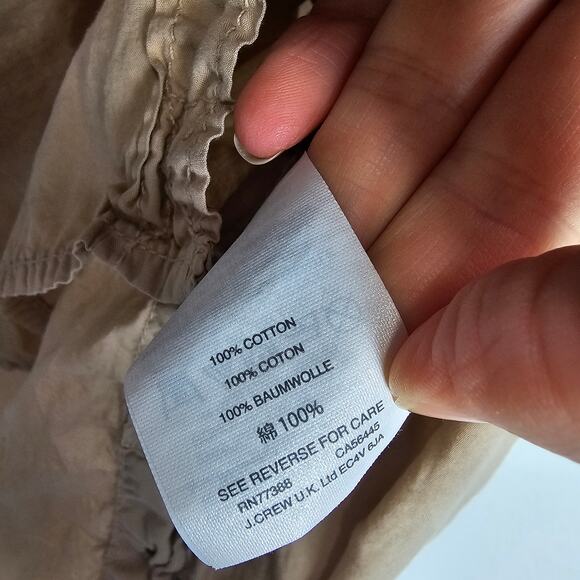 100% COTTON
100% COTON
100% BAUMWOLLE
綿 100%
SEE REVERSE FOR CARE
RN77388 CA56445
J.CREW U.K. Ltd EC4V 6JA